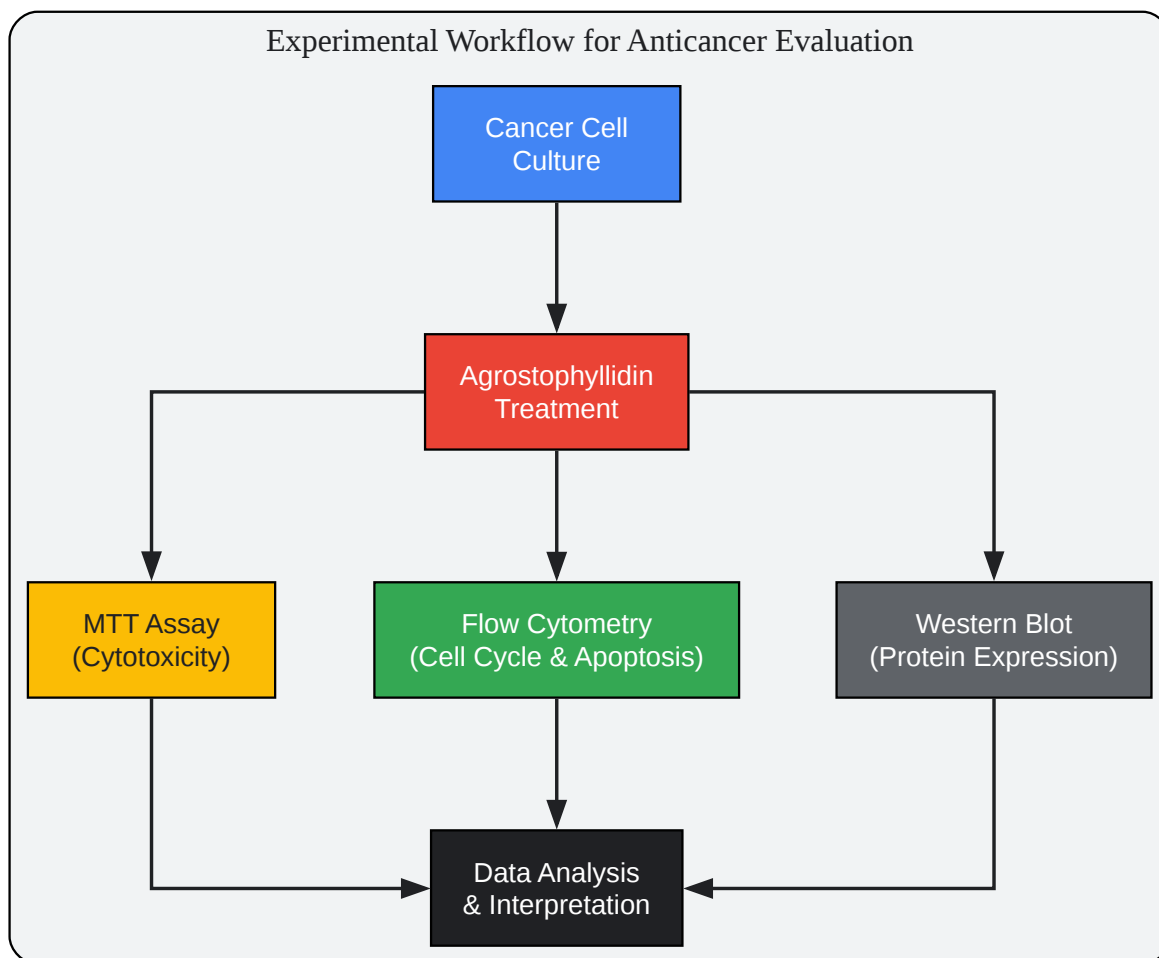 Experimental Workflow for Anticancer Evaluation
Cancer Cell
Culture
Agrostophyllidin
Treatment
MTT Assay
(Cytotoxicity)
Flow Cytometry
(Cell Cycle & Apoptosis)
Western Blot
(Protein Expression)
Data Analysis
& Interpretation